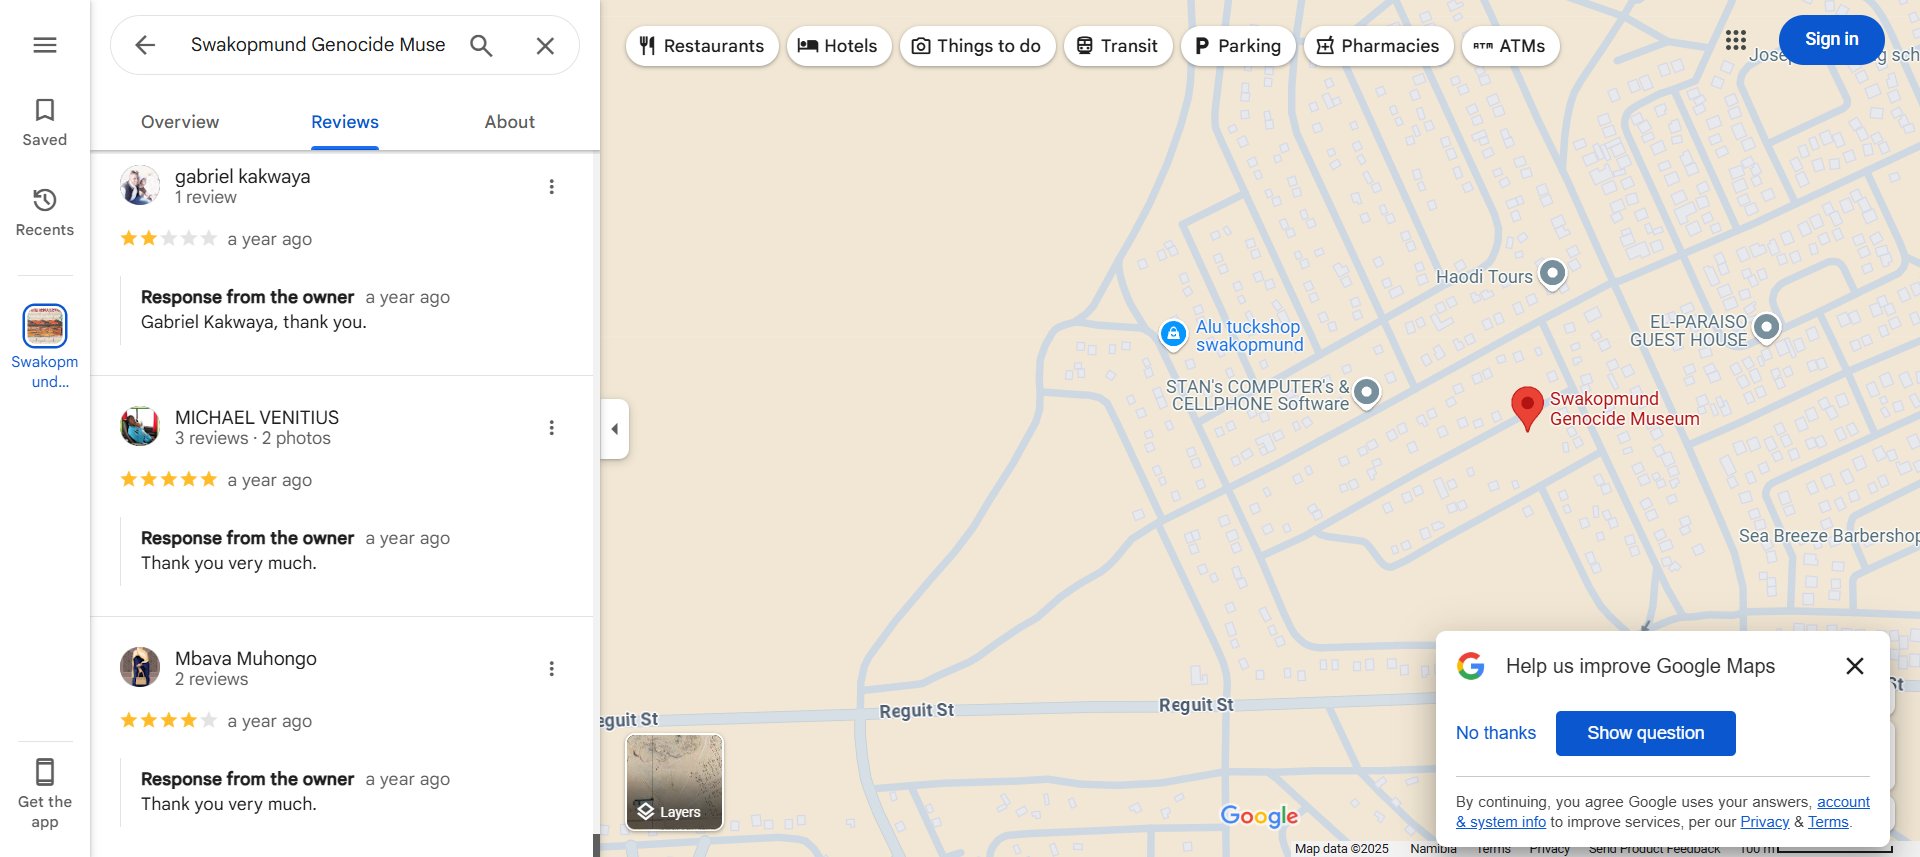 Swakopmund Genocide Muse
Saved
Recents
Swakopm
und...
Get the
app
Overview
Reviews
About
gabriel kakwaya
1 review
a year ago
Response from the owner a year ago
Gabriel Kakwaya, thank you.
MICHAEL VENITIUS
3 reviews · 2 photos
a year ago
Response from the owner a year ago
Thank you very much.
Mbava Muhongo
2 reviews
a year ago
Response from the owner a year ago
Thank you very much.
Restaurants
Hotels
Things to do
Transit
Parking
Pharmacies
ATM ATMs
Sign in
Haodi Tours
Alu tuckshop
swakopmund
EL-PARAISO
GUEST HOUSE
STAN's COMPUTER's &
CELLPHONE Software
Swakopmund
Genocide Museum
Sea Breeze Barbershop
eguit St
Reguit St
Reguit St
Layers
Google
Help us improve Google Maps
No thanks
Show question
By continuing, you agree Google uses your answers, account
& system info to improve services, per our Privacy & Terms.
Map data ©2025 Namibia Terms Privacy Send Product Feedback 100 m